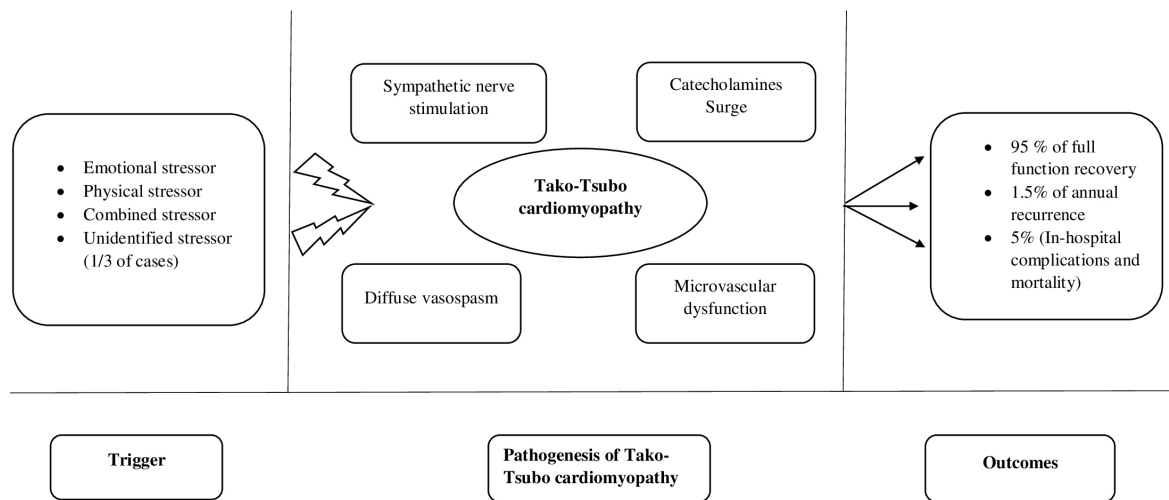 • Emotional stressor
• Physical stressor
• Combined stressor
• Unidentified stressor
(1/3 of cases)
Sympathetic nerve
stimulation
Catecholamines
Surge
Tako-Tsubo
cardiomyopathy
Diffuse vasospasm
Microvascular
dysfunction
• 95 % of full
function recovery
• 1.5% of annual
recurrence
• 5% (In-hospital
complications and
mortality)
Trigger
Pathogenesis of Tako-
Tsubo cardiomyopathy
Outcomes